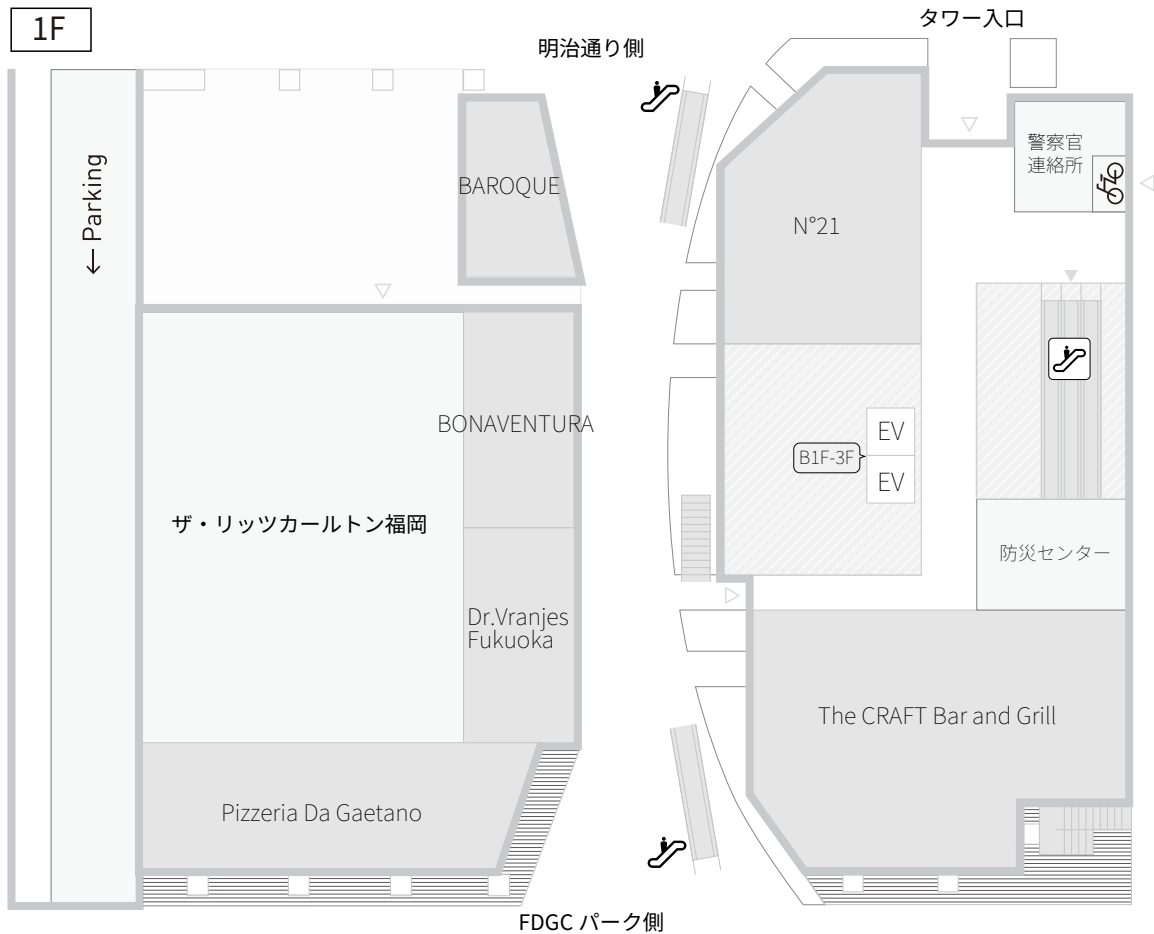 1F
タワー入口
明治通り側
← Parking
警察官
連絡所
BAROQUE
N°21
BONAVENTURA
EV
B1F-3F
EV
ザ・リッツカールトン福岡
防災センター
Dr.Vranjes
Fukuoka
The CRAFT Bar and Grill
Pizzeria Da Gaetano
FDGC パーク側